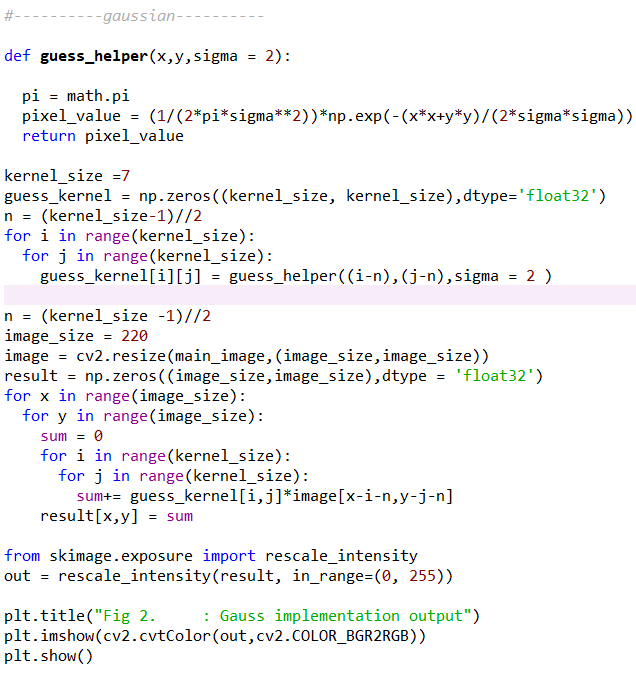 #----------gaussian----------
def guess_helper(x,y,sigma = 2):
pi = math.pi
pixel_value = (1/(2*pi*sigma**2))*np.exp(-(x*x+y*y)/(2*sigma*sigma))
return pixel_value
kernel_size =7
guess_kernel = np.zeros((kernel_size, kernel_size),dtype='float32')
n = (kernel_size-1)//2
for i in range(kernel_size):
for j in range(kernel_size):
guess_kernel[i][j] = guess_helper((i-n),(j-n),sigma = 2 )
n = (kernel_size -1)//2
image_size = 220
image = cv2.resize(main_image,(image_size,image_size))
result = np.zeros((image_size,image_size),dtype = 'float32')
for x in range(image_size):
for y in range(image_size):
sum = 0
for i in range(kernel_size):
for j in range(kernel_size):
sum+= guess_kernel[i,j]*image[x-i-n,y-j-n]
result[x,y] = sum
from skimage.exposure import rescale_intensity
out = rescale_intensity(result, in_range=(0, 255))
plt.title("Fig 2.     : Gauss implementation output")
plt.imshow(cv2.cvtColor(out,cv2.COLOR_BGR2RGB))
plt.show()